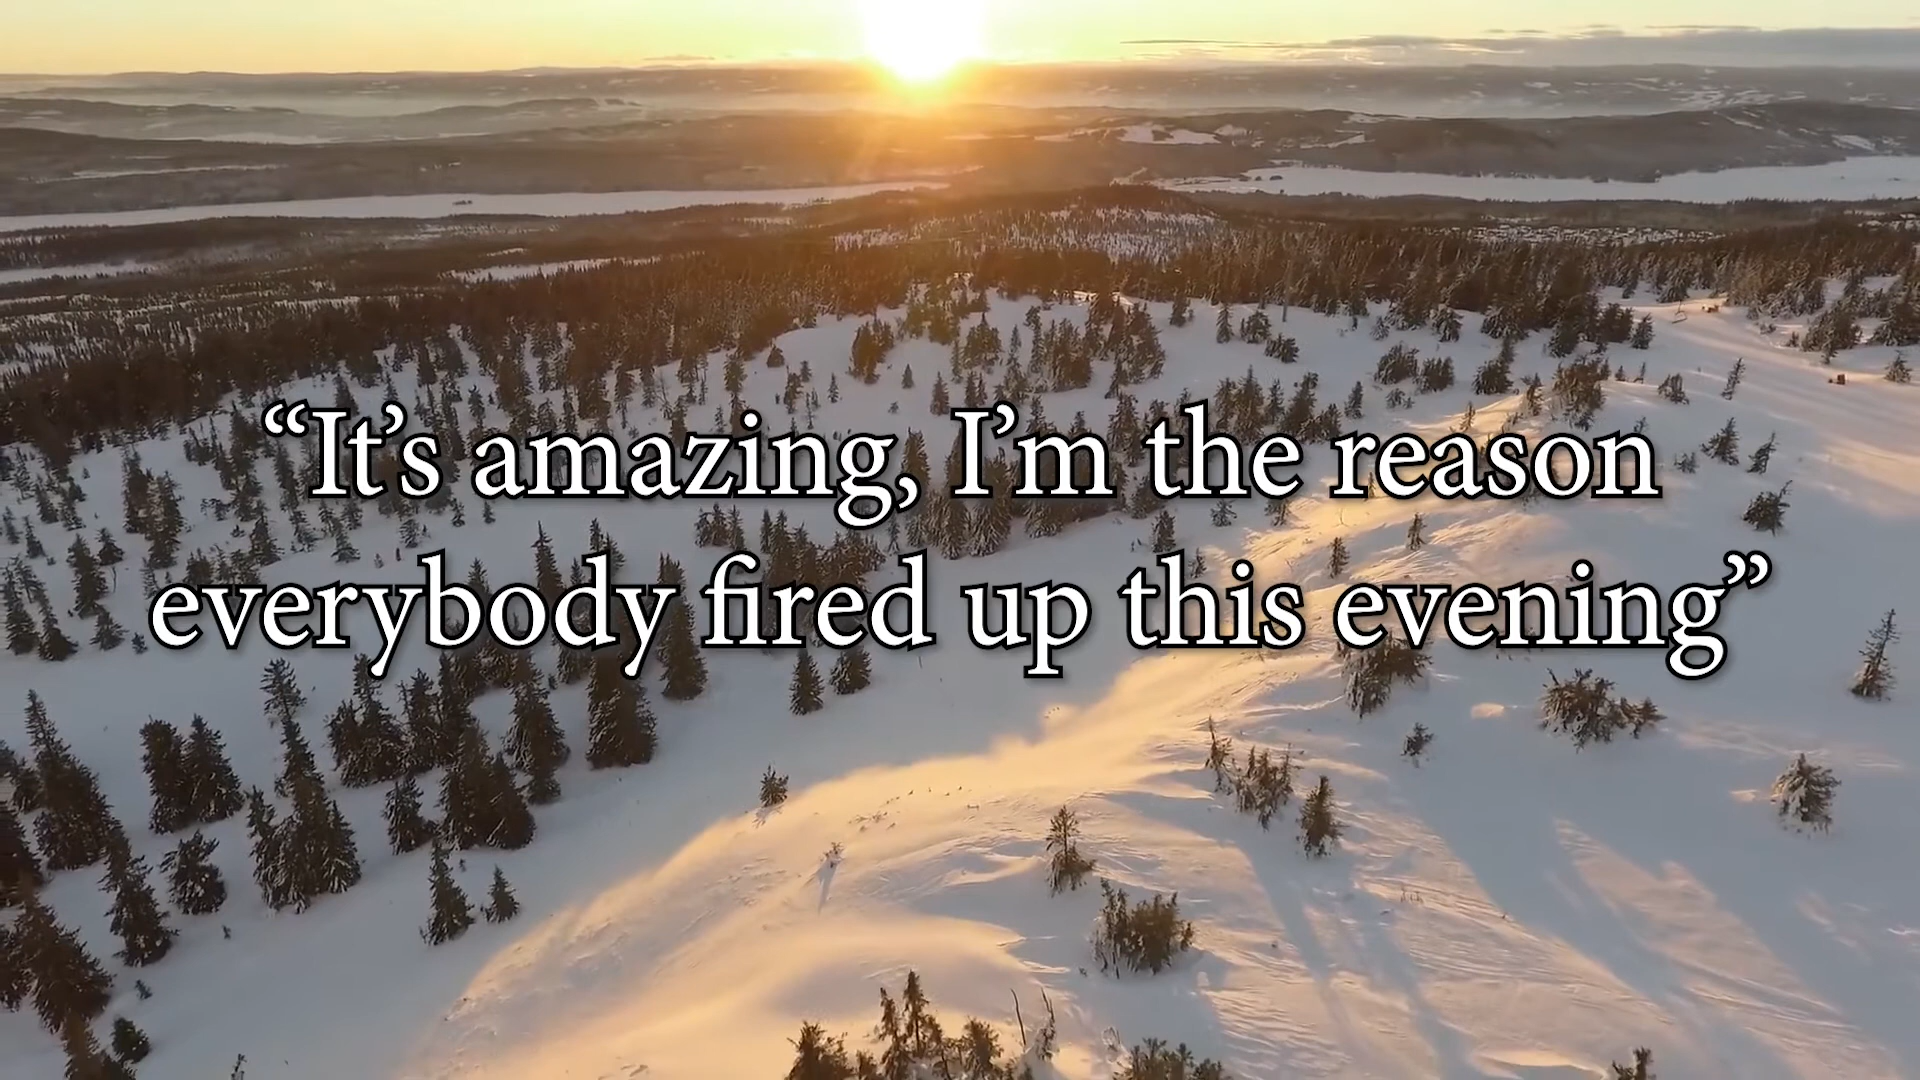 “It’s amazing, I’m the reason
everybody fired up this evening”